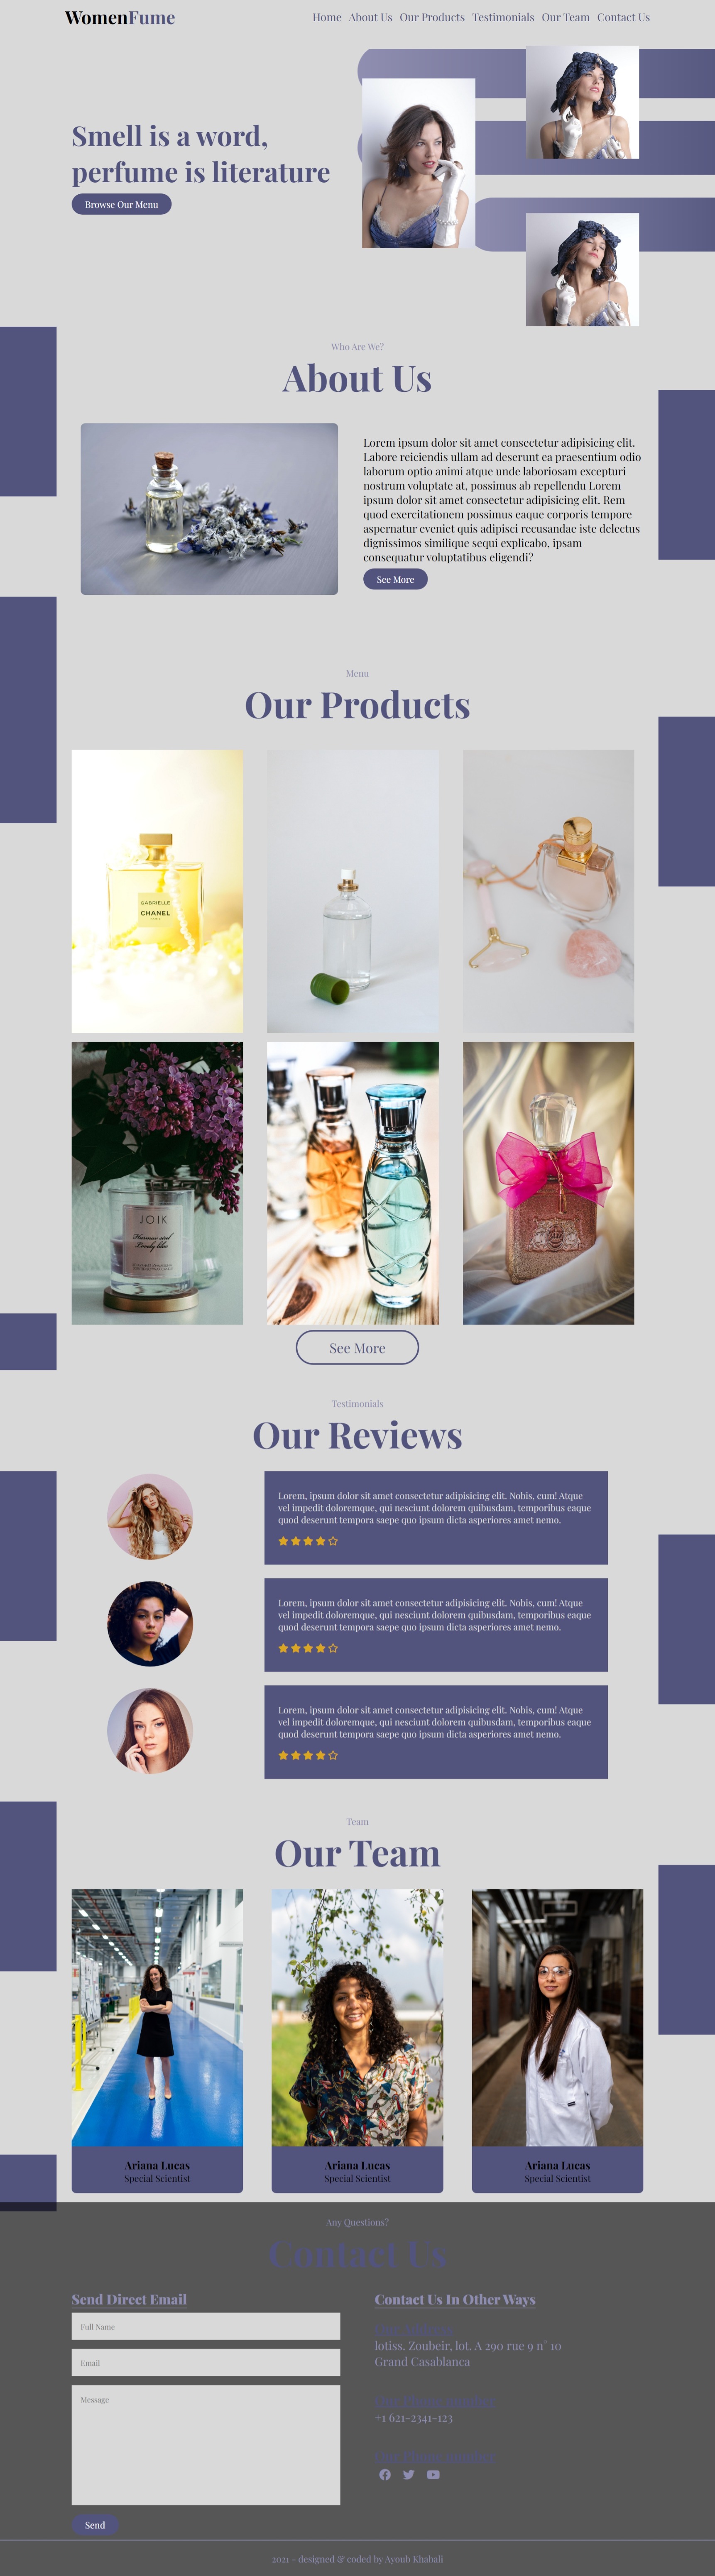 WomenFume
Home About Us Our Products Testimonials Our Team Contact Us
Smell is a word,
perfume is literature
Browse Our Menu
Who Are We?
About Us
Lorem ipsum dolor sit amet consectetur adipisicing elit.
Labore reiciendis ullam ad deserunt ea praesentium odio
laborum optio animi atque unde laboriosam excepturi
nostrum voluptate at, possimus ab repellendu Lorem
ipsum dolor sit amet consectetur adipisicing elit. Rem
quod exercitationem possimus eaque corporis tempore
aspernatur eveniet quis adipisci recusandae iste delectus
dignissimos similique sequi explicabo, ipsam
consequatur voluptatibus eligendi?
See More
Menu
Our Products
GABRIELLE
CHANEL
PARIS
JOIK
See More
Testimonials
Our Reviews
Lorem, ipsum dolor sit amet consectetur adipisicing elit. Nobis, cum! Atque
vel impedit doloremque, qui nesciunt dolorem quibusdam, temporibus eaque
quod deserunt tempora saepe quo ipsum dicta asperiores amet nemo.
Lorem, ipsum dolor sit amet consectetur adipisicing elit. Nobis, cum! Atque
vel impedit doloremque, qui nesciunt dolorem quibusdam, temporibus eaque
quod deserunt tempora saepe quo ipsum dicta asperiores amet nemo.
Lorem, ipsum dolor sit amet consectetur adipisicing elit. Nobis, cum! Atque
vel impedit doloremque, qui nesciunt dolorem quibusdam, temporibus eaque
quod deserunt tempora saepe quo ipsum dicta asperiores amet nemo.
Team
Our Team
Ariana Lucas
Special Scientist
Ariana Lucas
Special Scientist
Ariana Lucas
Special Scientist
Any Questions?
Contact Us
Send Direct Email
Full Name
Email
Message
Send
Contact Us In Other Ways
lotiss. Zoubeir, lot. A 290 rue 9 n° 10
Grand Casablanca
+1 621-2341-123
2021 - designed & coded by Ayoub Khabali